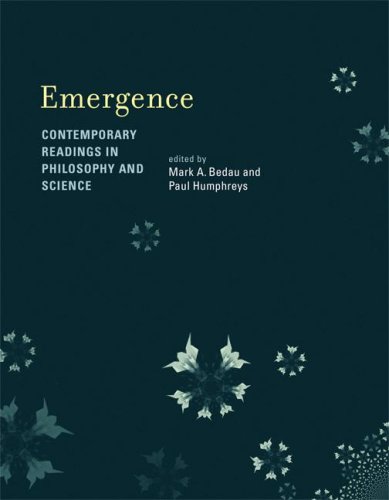 Emergence
CONTEMPORARY
READINGS IN
PHILOSOPHY AND
SCIENCE
edited by
Mark A. Bedau and
Paul Humphreys